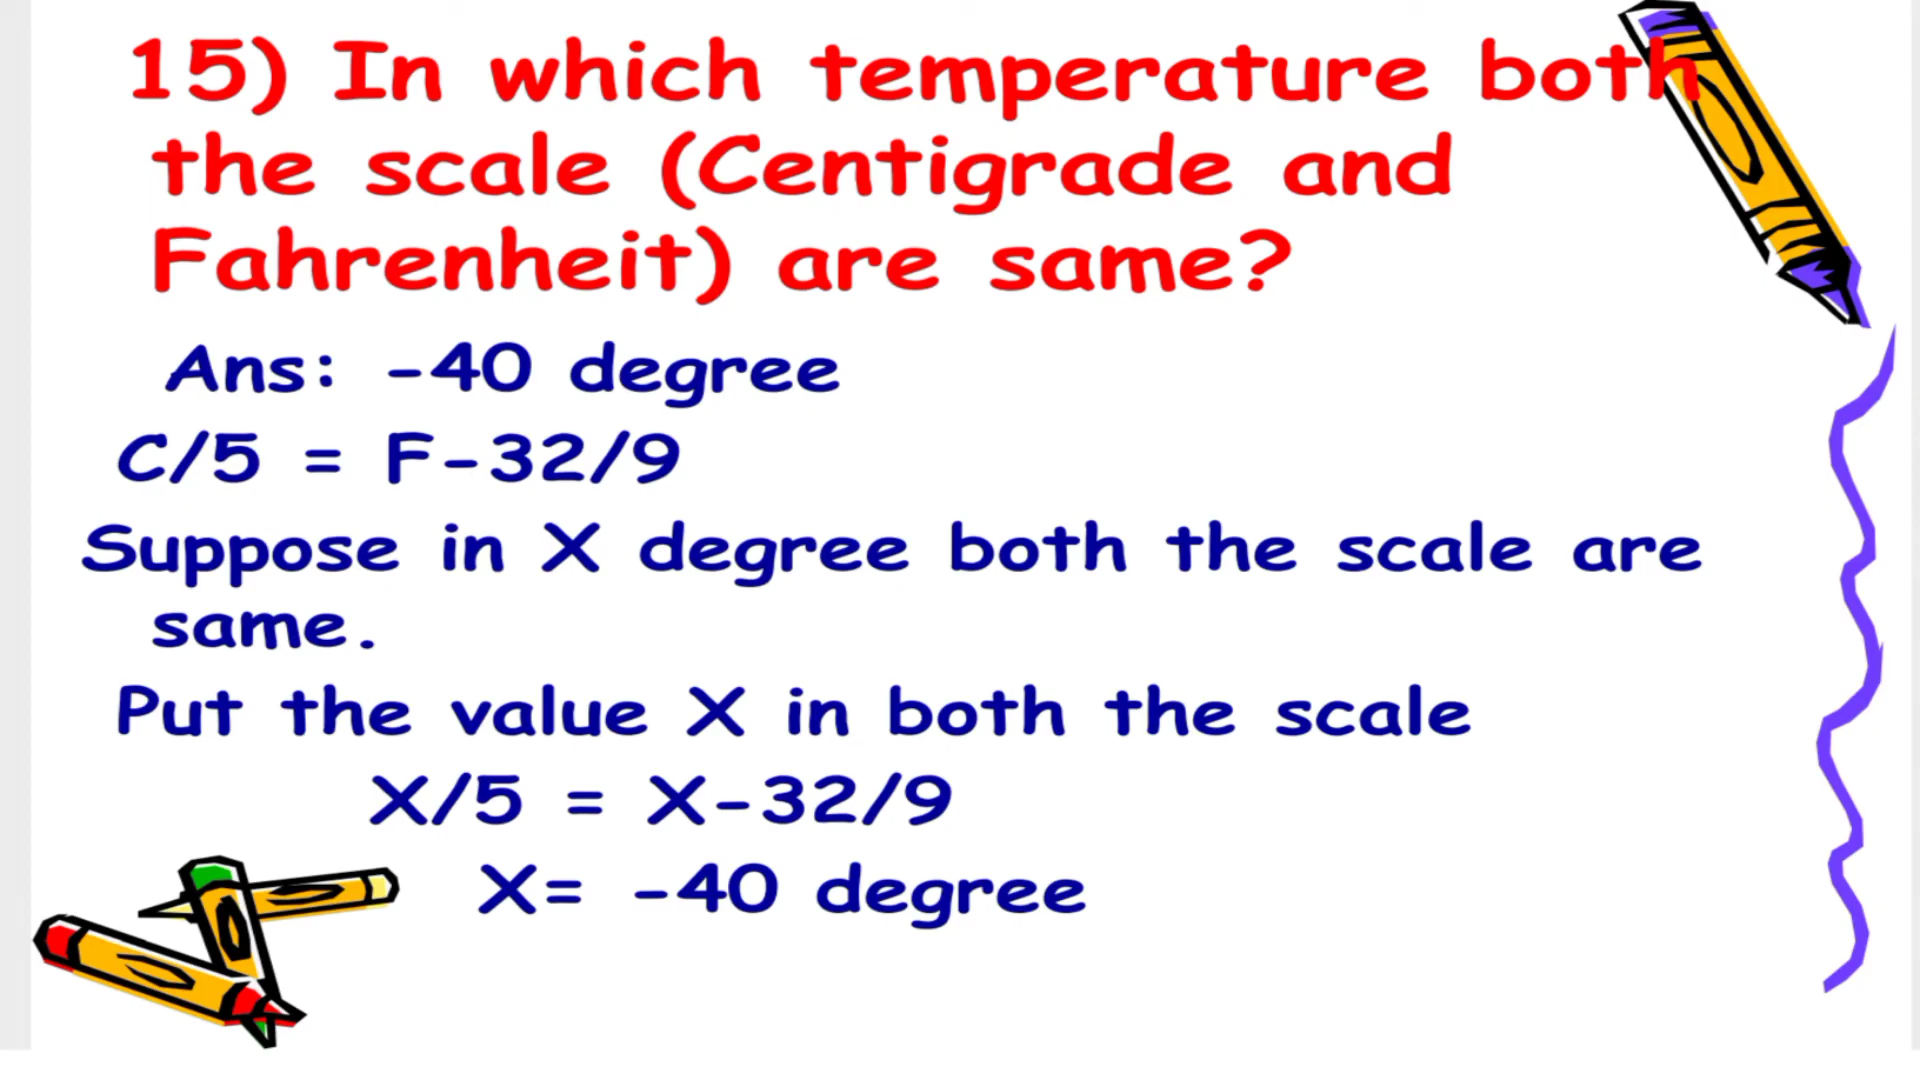 15) In which temperature both
the scale (Centigrade and
Fahrenheit) are same?
Ans: -40 degree
C/5 = F-32/9
Suppose in X degree both the scale are
same.
Put the value X in both the scale
X/5 = X-32/9
X= -40 degree